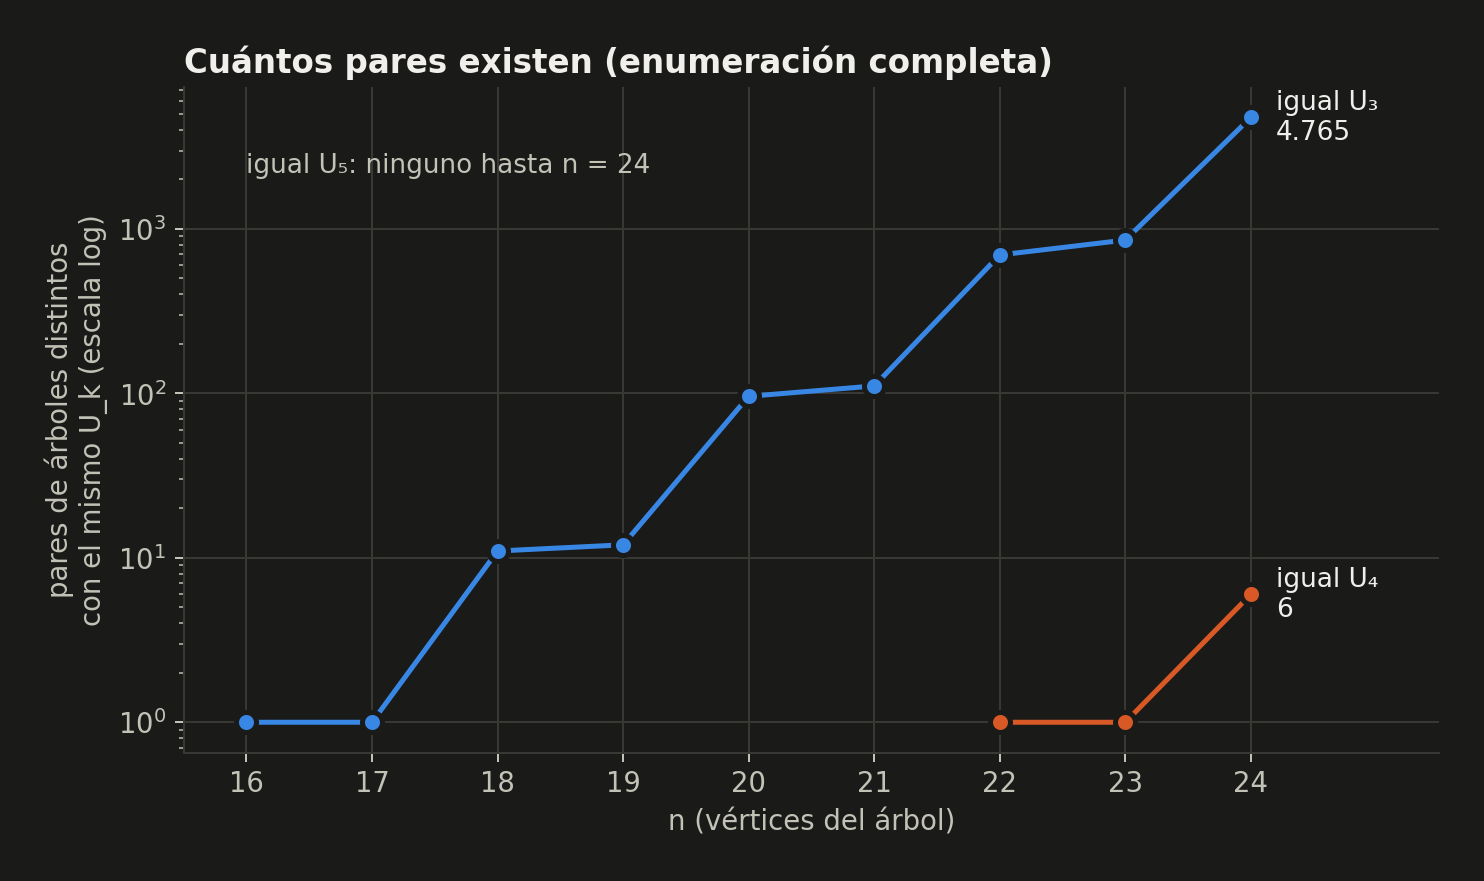 Cuántos pares existen (enumeración completa)
igual U₃
4.765
igual U₅: ninguno hasta n = 24
pares de árboles distintos
con el mismo U_k (escala log)
10³
10²
10¹
10⁰
igual U₄
6
16 17 18 19 20 21 22 23 24
n (vértices del árbol)